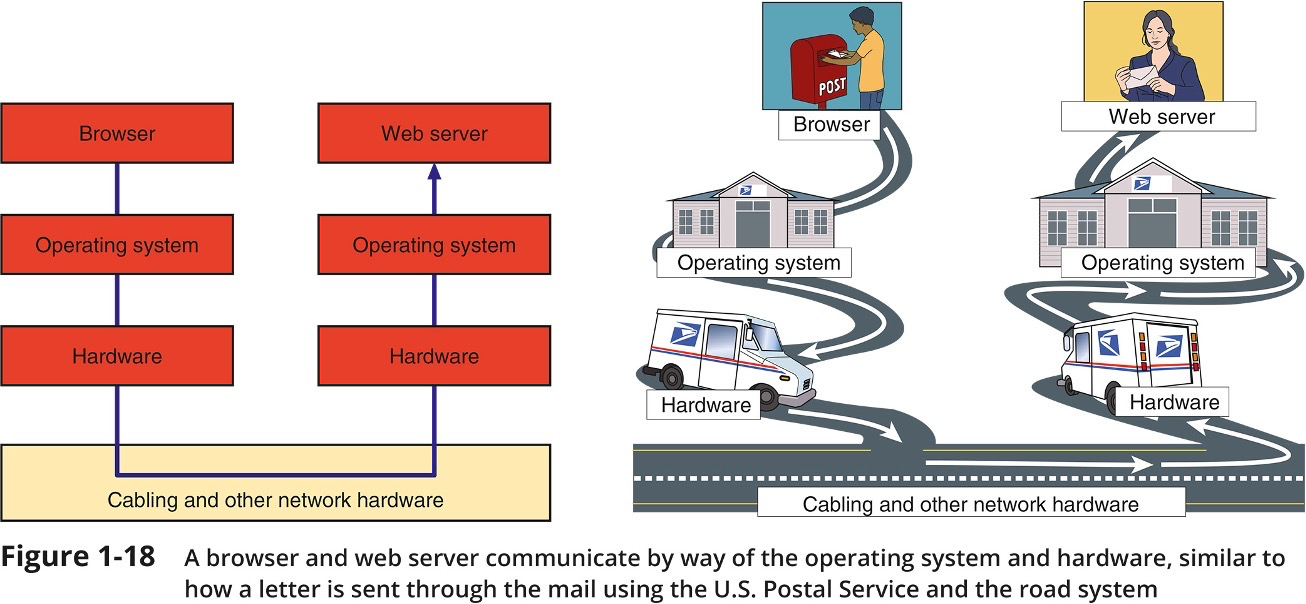 Browser
Web server
Operating system
Operating system
Hardware
Hardware
Cabling and other network hardware
POST
Browser
Web server
Operating system
Operating system
Hardware
Hardware
Cabling and other network hardware
Figure 1-18 A browser and web server communicate by way of the operating system and hardware, similar to
how a letter is sent through the mail using the U.S. Postal Service and the road system